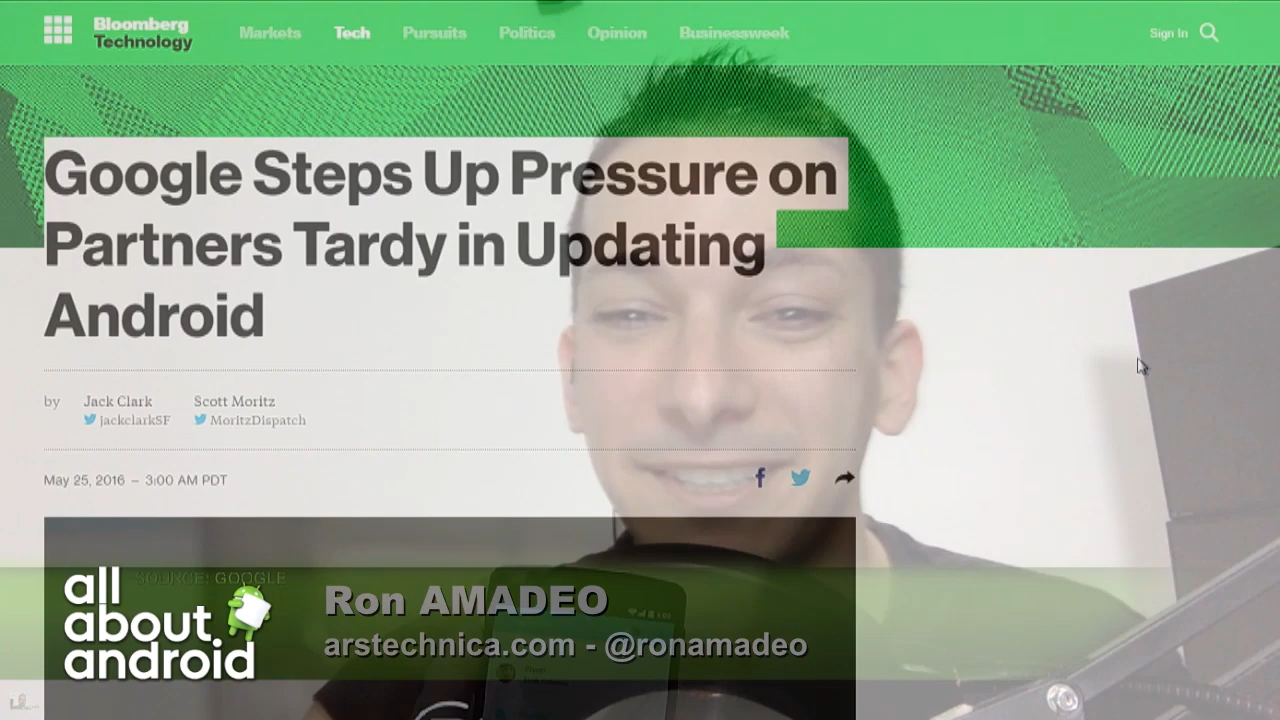 Bloomberg
Technology
Markets Tech Pursuits Politics Opinion Businessweek
Sign In
Google Steps Up Pressure on
Partners Tardy in Updating
Android
by Jack Clark Scott Moritz
jackclarkSF MoritzDispatch
May 25, 2016 – 3:00 AM PDT
SOURCE: GOOGLE
all
about
android
Ron AMADEO
arstechnica.com - @ronamadeo